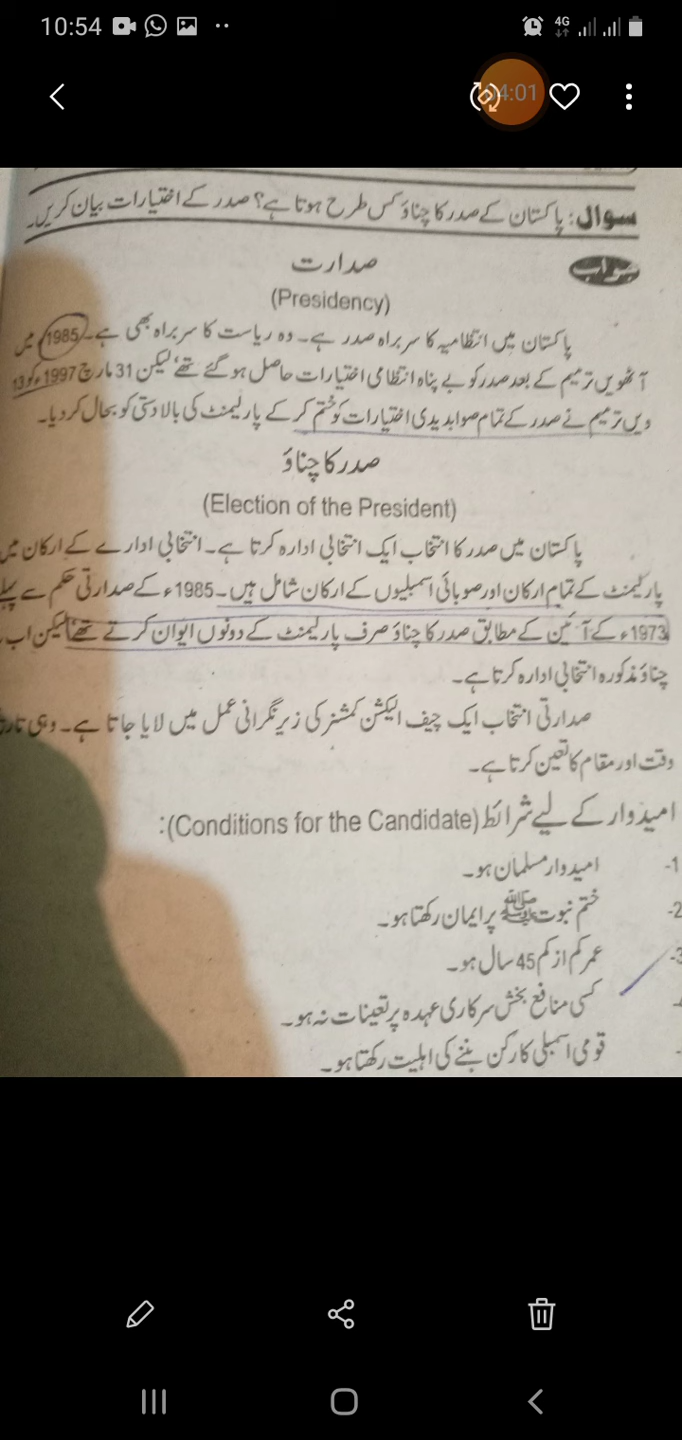 10:54
4G
04:01
سوال: پاکستان کے صدر کا چناؤ کس طرح ہوتا ہے؟ صدر کے اختیارات بیان کریں۔
جواب
صدارت
(Presidency)
پاکستان میں انتظامیہ کا سربراہ صدر ہے۔ وہ ریاست کا سربراہ بھی ہے۔ 1985 میں
آٹھویں ترمیم کے بعد صدر کو بے پناہ انتظامی اختیارات حاصل ہو گئے تھے لیکن 31 مارچ 1997ء کو 13
ویں ترمیم نے صدر کے تمام صوابدیدی اختیارات کو ختم کر کے پارلیمنٹ کی بالا دستی کو بحال کر دیا۔
صدر کا چناؤ
(Election of the President)
پاکستان میں صدر کا انتخاب ایک انتخابی ادارہ کرتا ہے۔ انتخابی ادارے کے ارکان میں
پارلیمنٹ کے تمام ارکان اور صوبائی اسمبلیوں کے ارکان شامل ہیں۔ 1985ء کے صدارتی حکم سے پہلے
1973ء کے آئین کے مطابق صدر کا چناؤ صرف پارلیمنٹ کے دونوں ایوان کرتے تھے لیکن اب
چناؤ مذکورہ انتخابی ادارہ کرتا ہے۔
صدارتی انتخاب ایک چیف الیکشن کمشنر کی زیر نگرانی عمل میں لایا جاتا ہے۔ وہی
وقت اور مقام کا تعین کرتا ہے۔
امیدوار کے لیے شرائط (Conditions for the Candidate):
1- امیدوار مسلمان ہو۔
2- ختم نبوت ﷺ پر ایمان رکھتا ہو۔
3- عمر کم از کم 45 سال ہو۔
کسی منافع بخش سرکاری عہدہ پر تعینات نہ ہو۔
قومی اسمبلی کا رکن بننے کی اہلیت رکھتا ہو۔